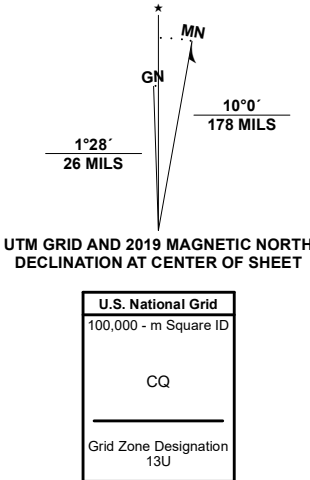 ★
MN
GN
10°0´
178 MILS
1°28´
26 MILS
UTM GRID AND 2019 MAGNETIC NORTH
DECLINATION AT CENTER OF SHEET
U.S. National Grid
100,000 - m Square ID
CQ
Grid Zone Designation
13U